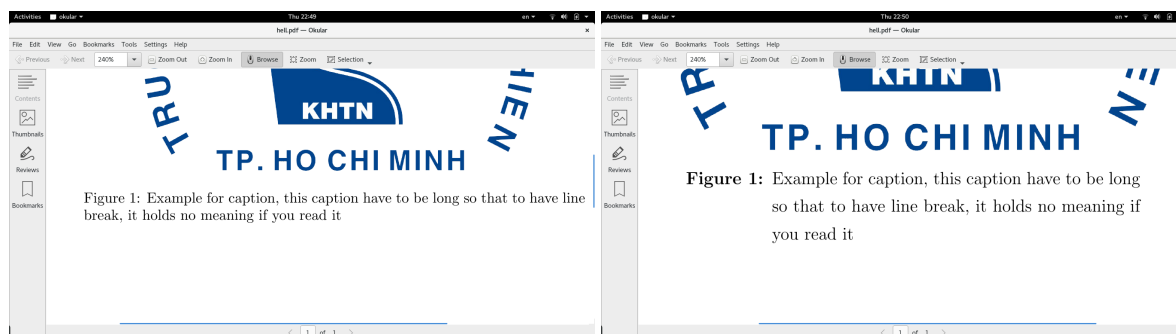 Activities okular Thu 22:49 en
hell.pdf — Okular
File Edit View Go Bookmarks Tools Settings Help
Previous Next 240% Zoom Out Zoom In Browse Zoom Selection
Contents
Thumbnails
Reviews
Bookmarks
TRU
HIEN
KHTN
TP. HO CHI MINH
Figure 1: Example for caption, this caption have to be long so that to have line
break, it holds no meaning if you read it
1 of 1
Activities okular Thu 22:50 en
hell.pdf — Okular
File Edit View Go Bookmarks Tools Settings Help
Previous Next 240% Zoom Out Zoom In Browse Zoom Selection
Contents
Thumbnails
Reviews
Bookmarks
TR
EN
KHTN
TP. HO CHI MINH
Figure 1: Example for caption, this caption have to be long
so that to have line break, it holds no meaning if
you read it
1 of 1